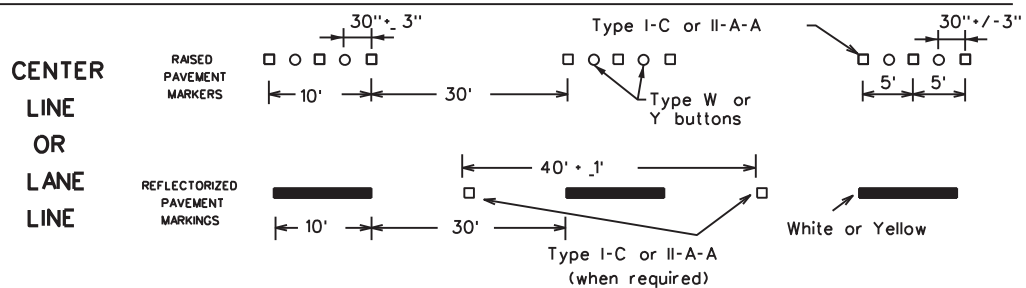 CENTER
LINE
OR
LANE
LINE
RAISED
PAVEMENT
MARKERS
30"+_ 3"
Type I-C or II-A-A
30"+/-3"
10'
30'
Type W or
Y buttons
5'
5'
REFLECTORIZED
PAVEMENT
MARKINGS
40' +_ 1'
10'
30'
Type I-C or II-A-A
(when required)
White or Yellow